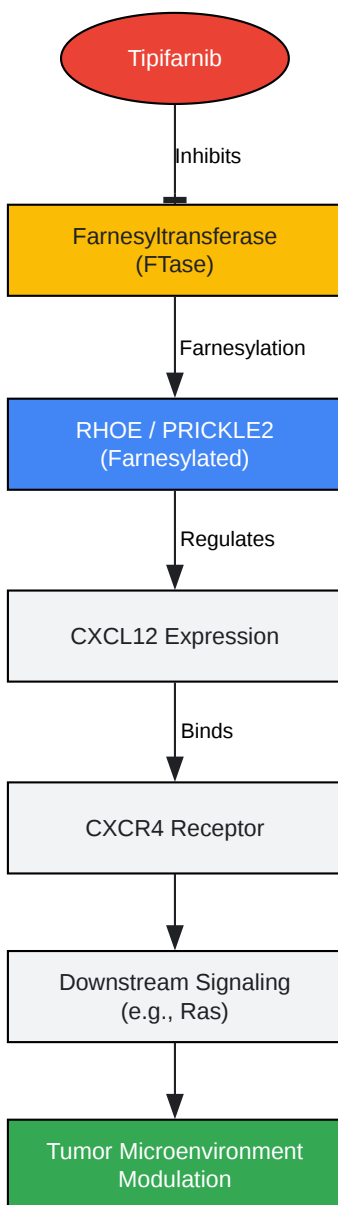 Tipifarnib
Inhibits
Farnesyltransferase
(FTase)
Farnesylation
RHOE / PRICKLE2
(Farnesylated)
Regulates
CXCL12 Expression
Binds
CXCR4 Receptor
Downstream Signaling
(e.g., Ras)
Tumor Microenvironment
Modulation